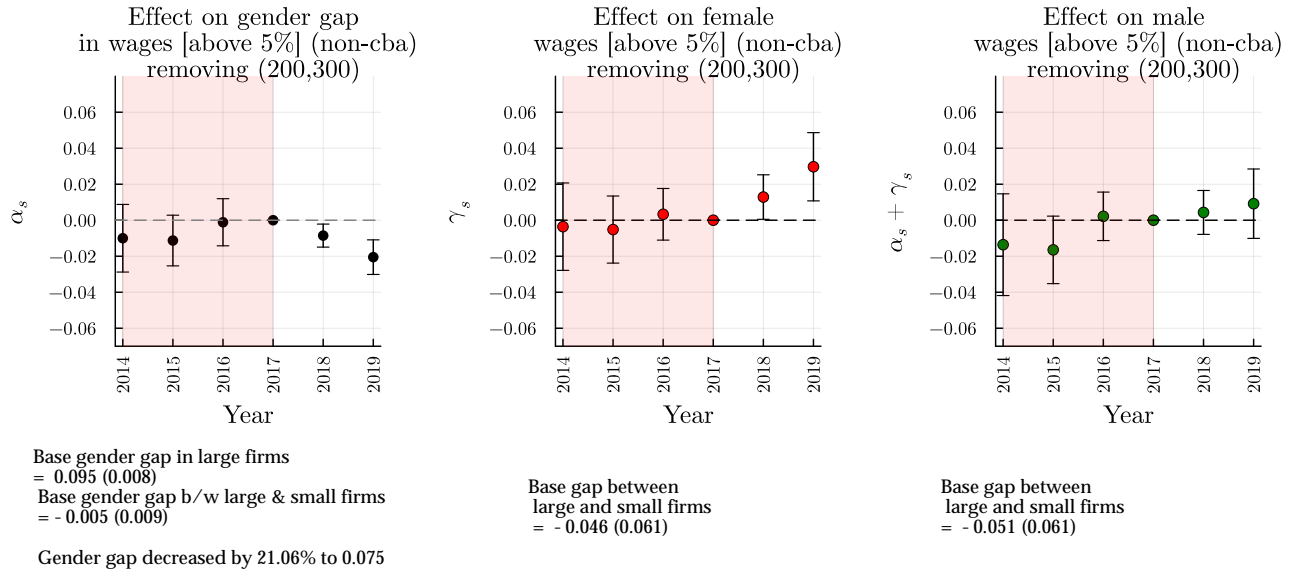 Effect on gender gap
in wages [above 5%] (non-cba)
removing (200,300)
0.06
0.04
0.02
0.00
−0.02
−0.04
−0.06
α_s
2014
2015
2016
2017
2018
2019
Year
Base gender gap in large firms
= 0.095 (0.008)
Base gender gap b/w large & small firms
= - 0.005 (0.009)
Gender gap decreased by 21.06% to 0.075
Effect on female
wages [above 5%] (non-cba)
removing (200,300)
0.06
0.04
0.02
0.00
−0.02
−0.04
−0.06
γ_s
2014
2015
2016
2017
2018
2019
Year
Base gap between
large and small firms
= - 0.046 (0.061)
Effect on male
wages [above 5%] (non-cba)
removing (200,300)
0.06
0.04
0.02
0.00
−0.02
−0.04
−0.06
α_s + γ_s
2014
2015
2016
2017
2018
2019
Year
Base gap between
large and small firms
= - 0.051 (0.061)